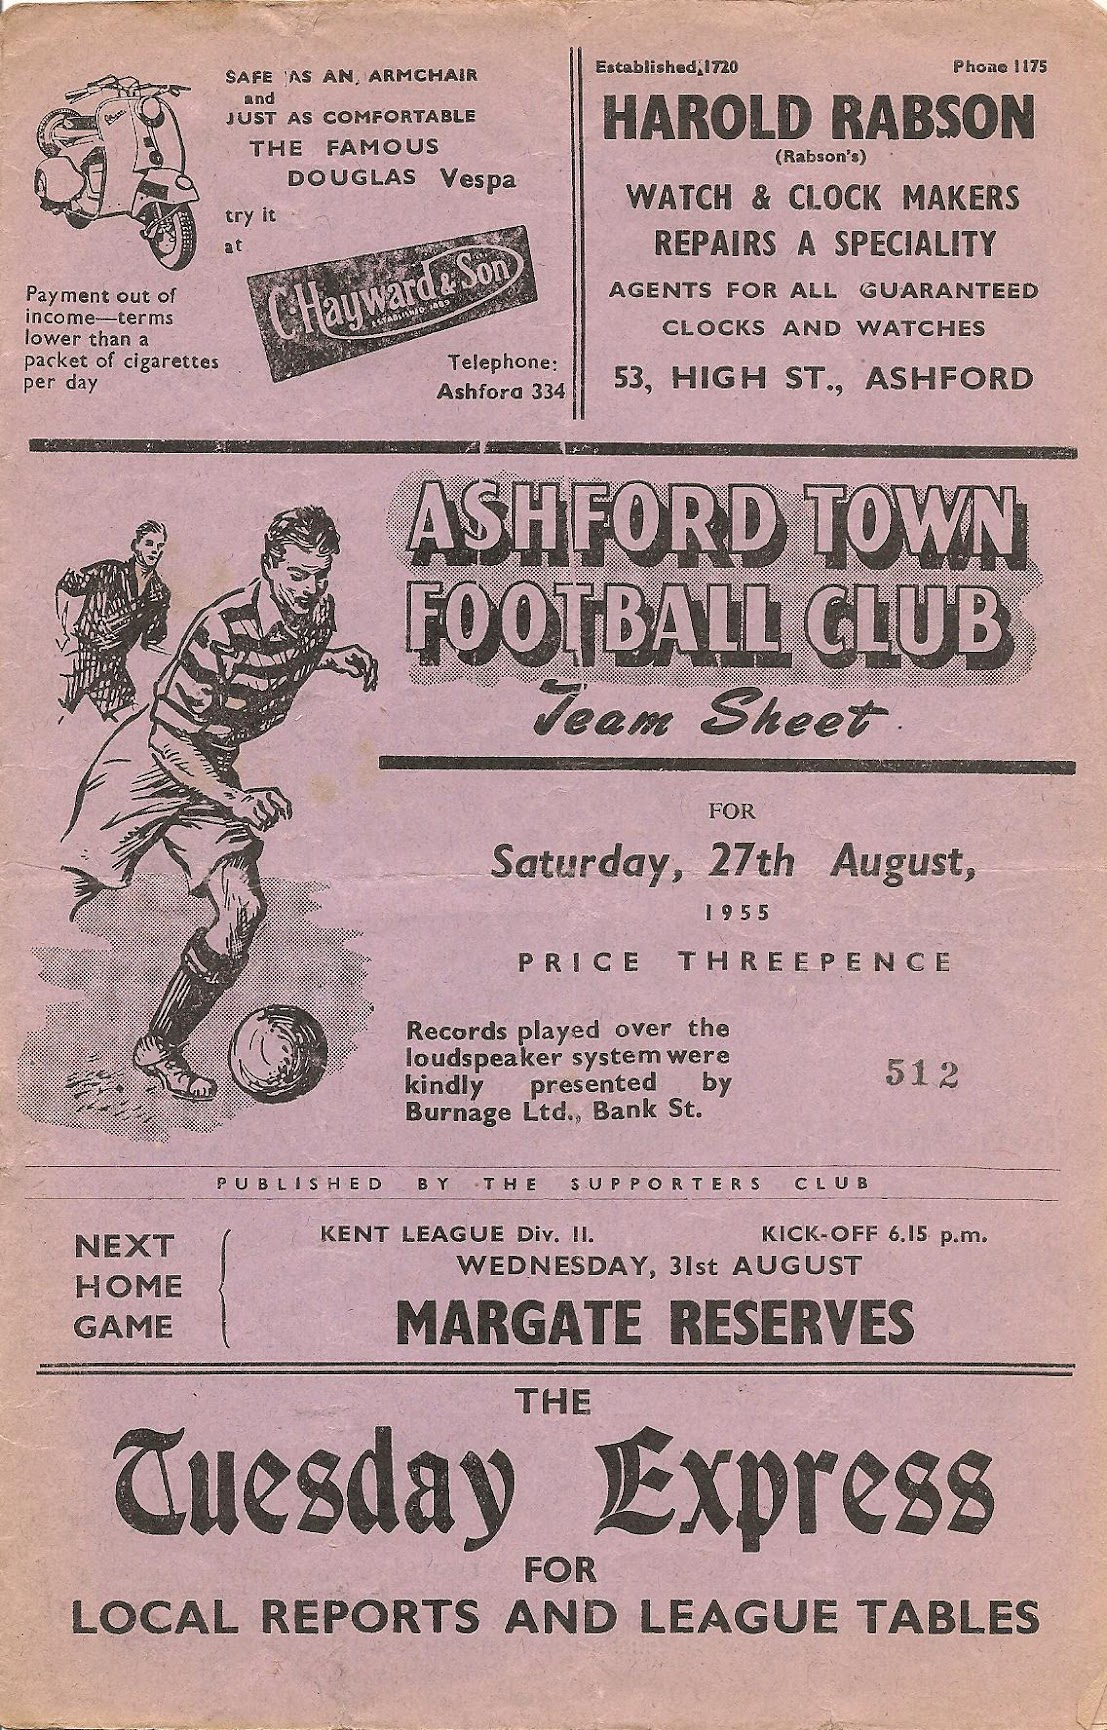 SAFE AS AN ARMCHAIR
and
JUST AS COMFORTABLE
THE FAMOUS
DOUGLAS Vespa
try it
at
C. Hayward & Son
ESTABLISHED
Payment out of
income—terms
lower than a
packet of cigarettes
per day
Telephone:
Ashford 334
Established, 1720 Phone 1175
HAROLD RABSON
(Rabson's)
WATCH & CLOCK MAKERS
REPAIRS A SPECIALITY
AGENTS FOR ALL GUARANTEED
CLOCKS AND WATCHES
53, HIGH ST., ASHFORD
ASHFORD TOWN
FOOTBALL CLUB
Team Sheet
FOR
Saturday, 27th August,
1955
PRICE THREEPENCE
Records played over the
loudspeaker system were
kindly presented by
Burnage Ltd., Bank St.
512
PUBLISHED BY THE SUPPORTERS CLUB
NEXT
HOME
GAME
KENT LEAGUE Div. II. KICK-OFF 6.15 p.m.
WEDNESDAY, 31st AUGUST
MARGATE RESERVES
THE
Tuesday Express
FOR
LOCAL REPORTS AND LEAGUE TABLES